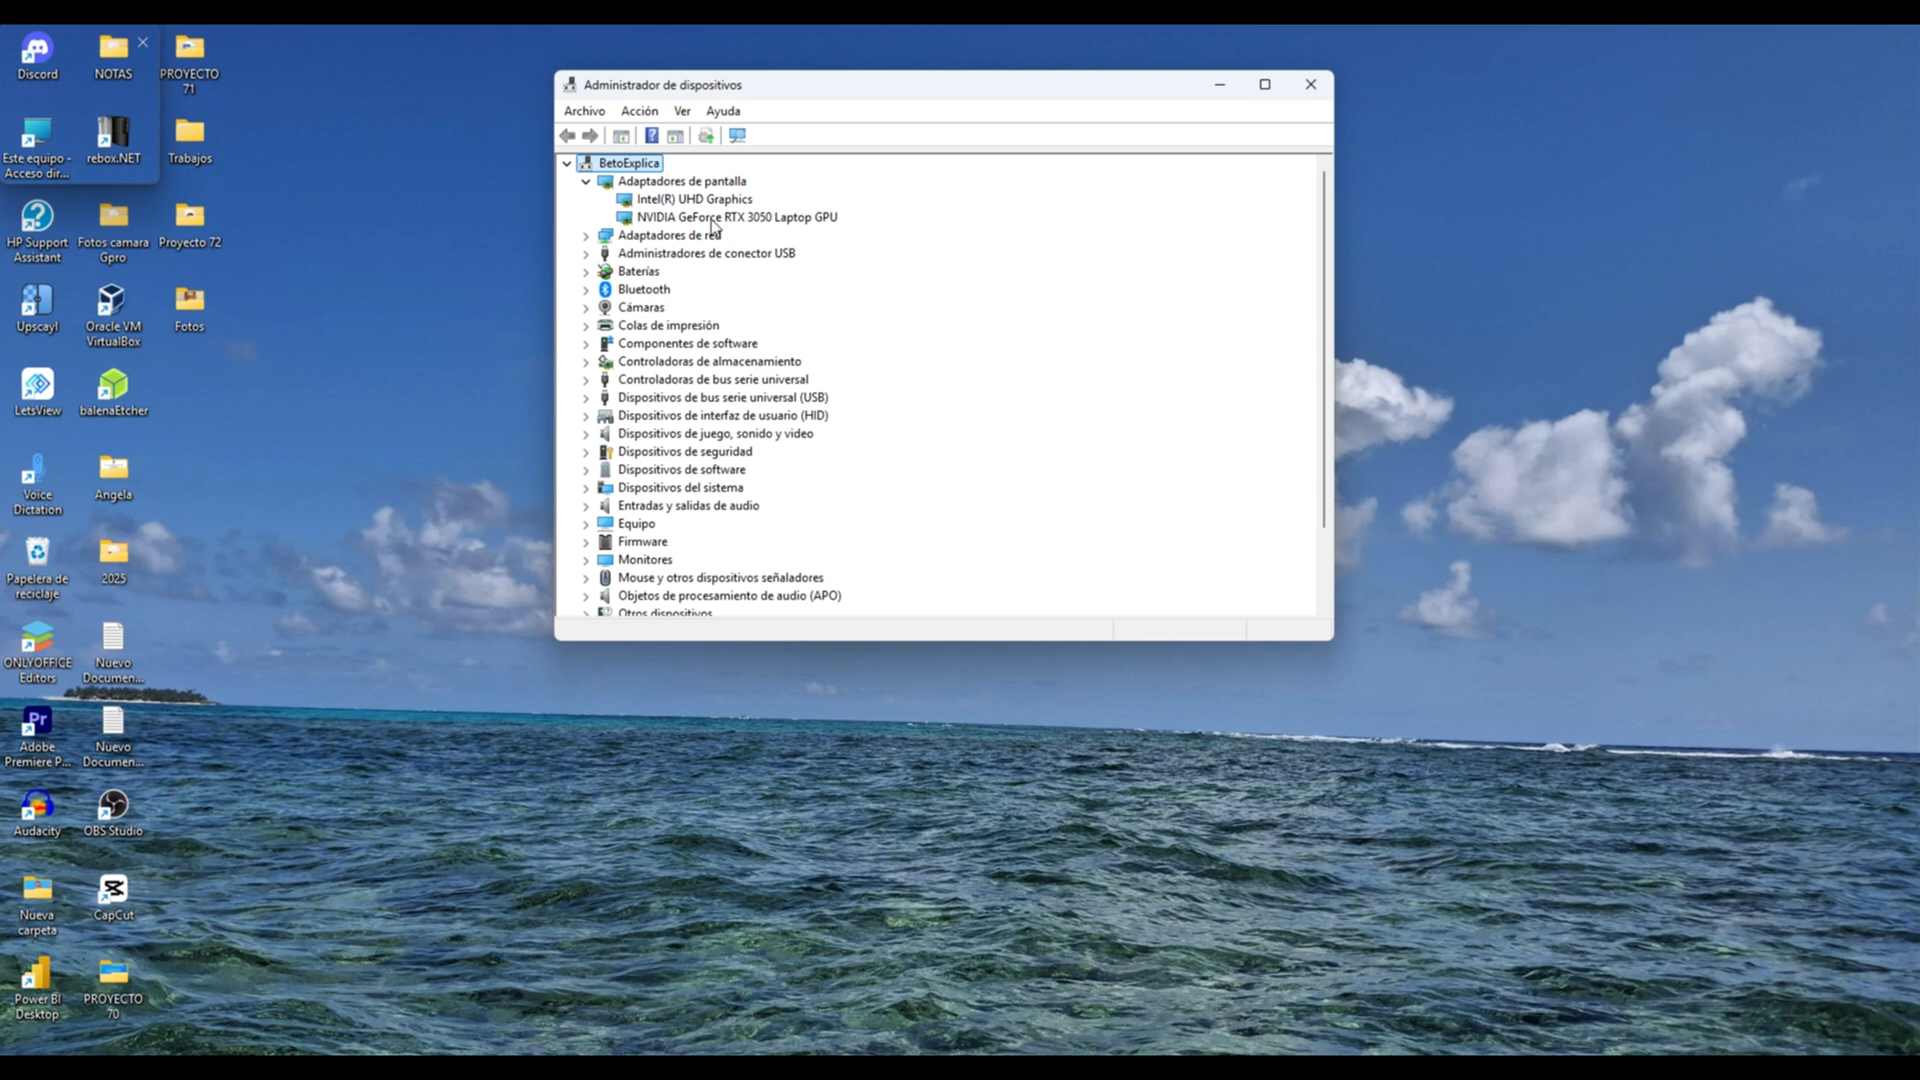 Discord
NOTAS
PROYECTO
71
Este equipo -
Acceso dir...
rebox.NET
Trabajos
HP Support
Assistant
Fotos camara
Gpro
Proyecto 72
Upscayl
Oracle VM
VirtualBox
Fotos
LetsView
balenaEtcher
Voice
Dictation
Angela
Papelera de
reciclaje
2025
ONLYOFFICE
Editors
Nuevo
Documen...
Adobe
Premiere P...
Nuevo
Documen...
Audacity
OBS Studio
Nueva
carpeta
CapCut
Power BI
Desktop
PROYECTO
70
Administrador de dispositivos
Archivo Acción Ver Ayuda
BetoExplica
Adaptadores de pantalla
Intel(R) UHD Graphics
NVIDIA GeForce RTX 3050 Laptop GPU
Adaptadores de red
Administradores de conector USB
Baterías
Bluetooth
Cámaras
Colas de impresión
Componentes de software
Controladoras de almacenamiento
Controladoras de bus serie universal
Dispositivos de bus serie universal (USB)
Dispositivos de interfaz de usuario (HID)
Dispositivos de juego, sonido y video
Dispositivos de seguridad
Dispositivos de software
Dispositivos del sistema
Entradas y salidas de audio
Equipo
Firmware
Monitores
Mouse y otros dispositivos señaladores
Objetos de procesamiento de audio (APO)
Otros dispositivos